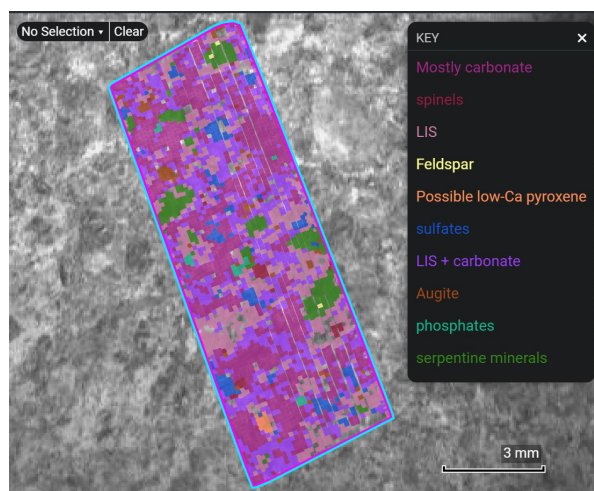 No Selection ▾ Clear
KEY ×
Mostly carbonate
spinels
LIS
Feldspar
Possible low-Ca pyroxene
sulfates
LIS + carbonate
Augite
phosphates
serpentine minerals
3 mm